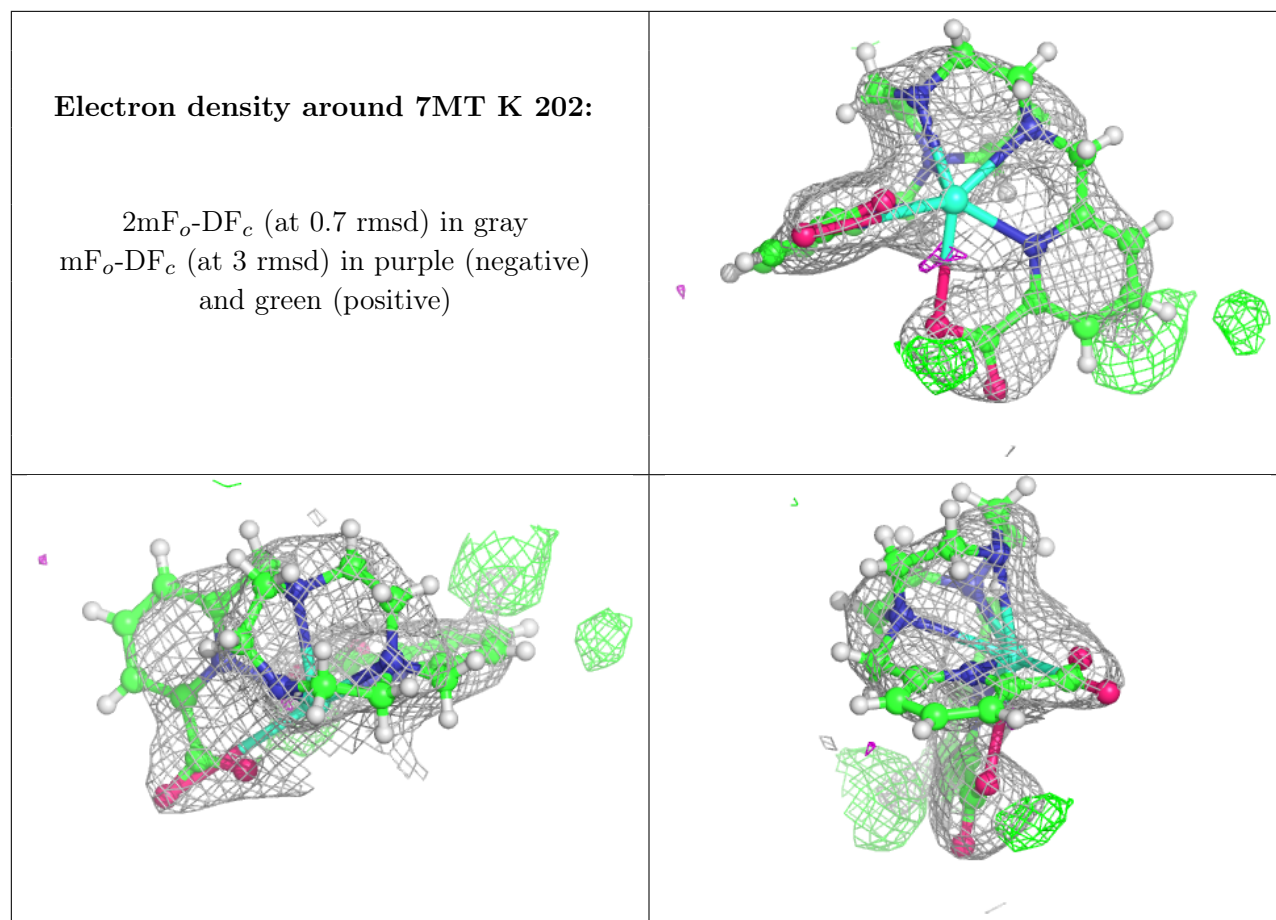 Electron density around 7MT K 202:
2mFo-DFc (at 0.7 rmsd) in gray
mFo-DFc (at 3 rmsd) in purple (negative)
and green (positive)